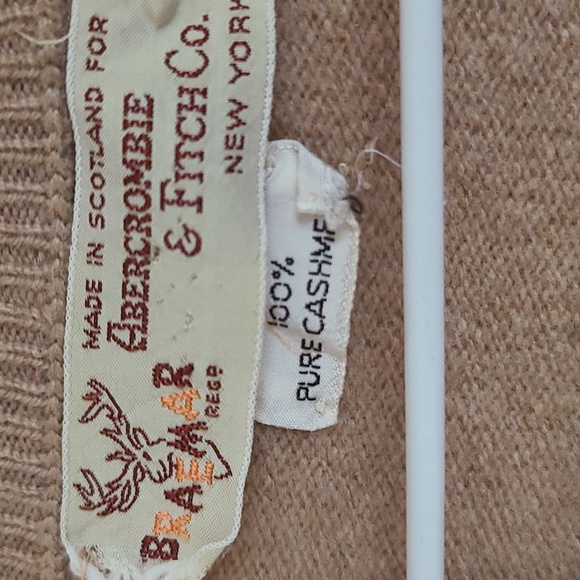 MADE IN SCOTLAND FOR
ABERCROMBIE
& FITCH CO.
NEW YORK
BRAEMAR
REGD
100%
PURE CASHME